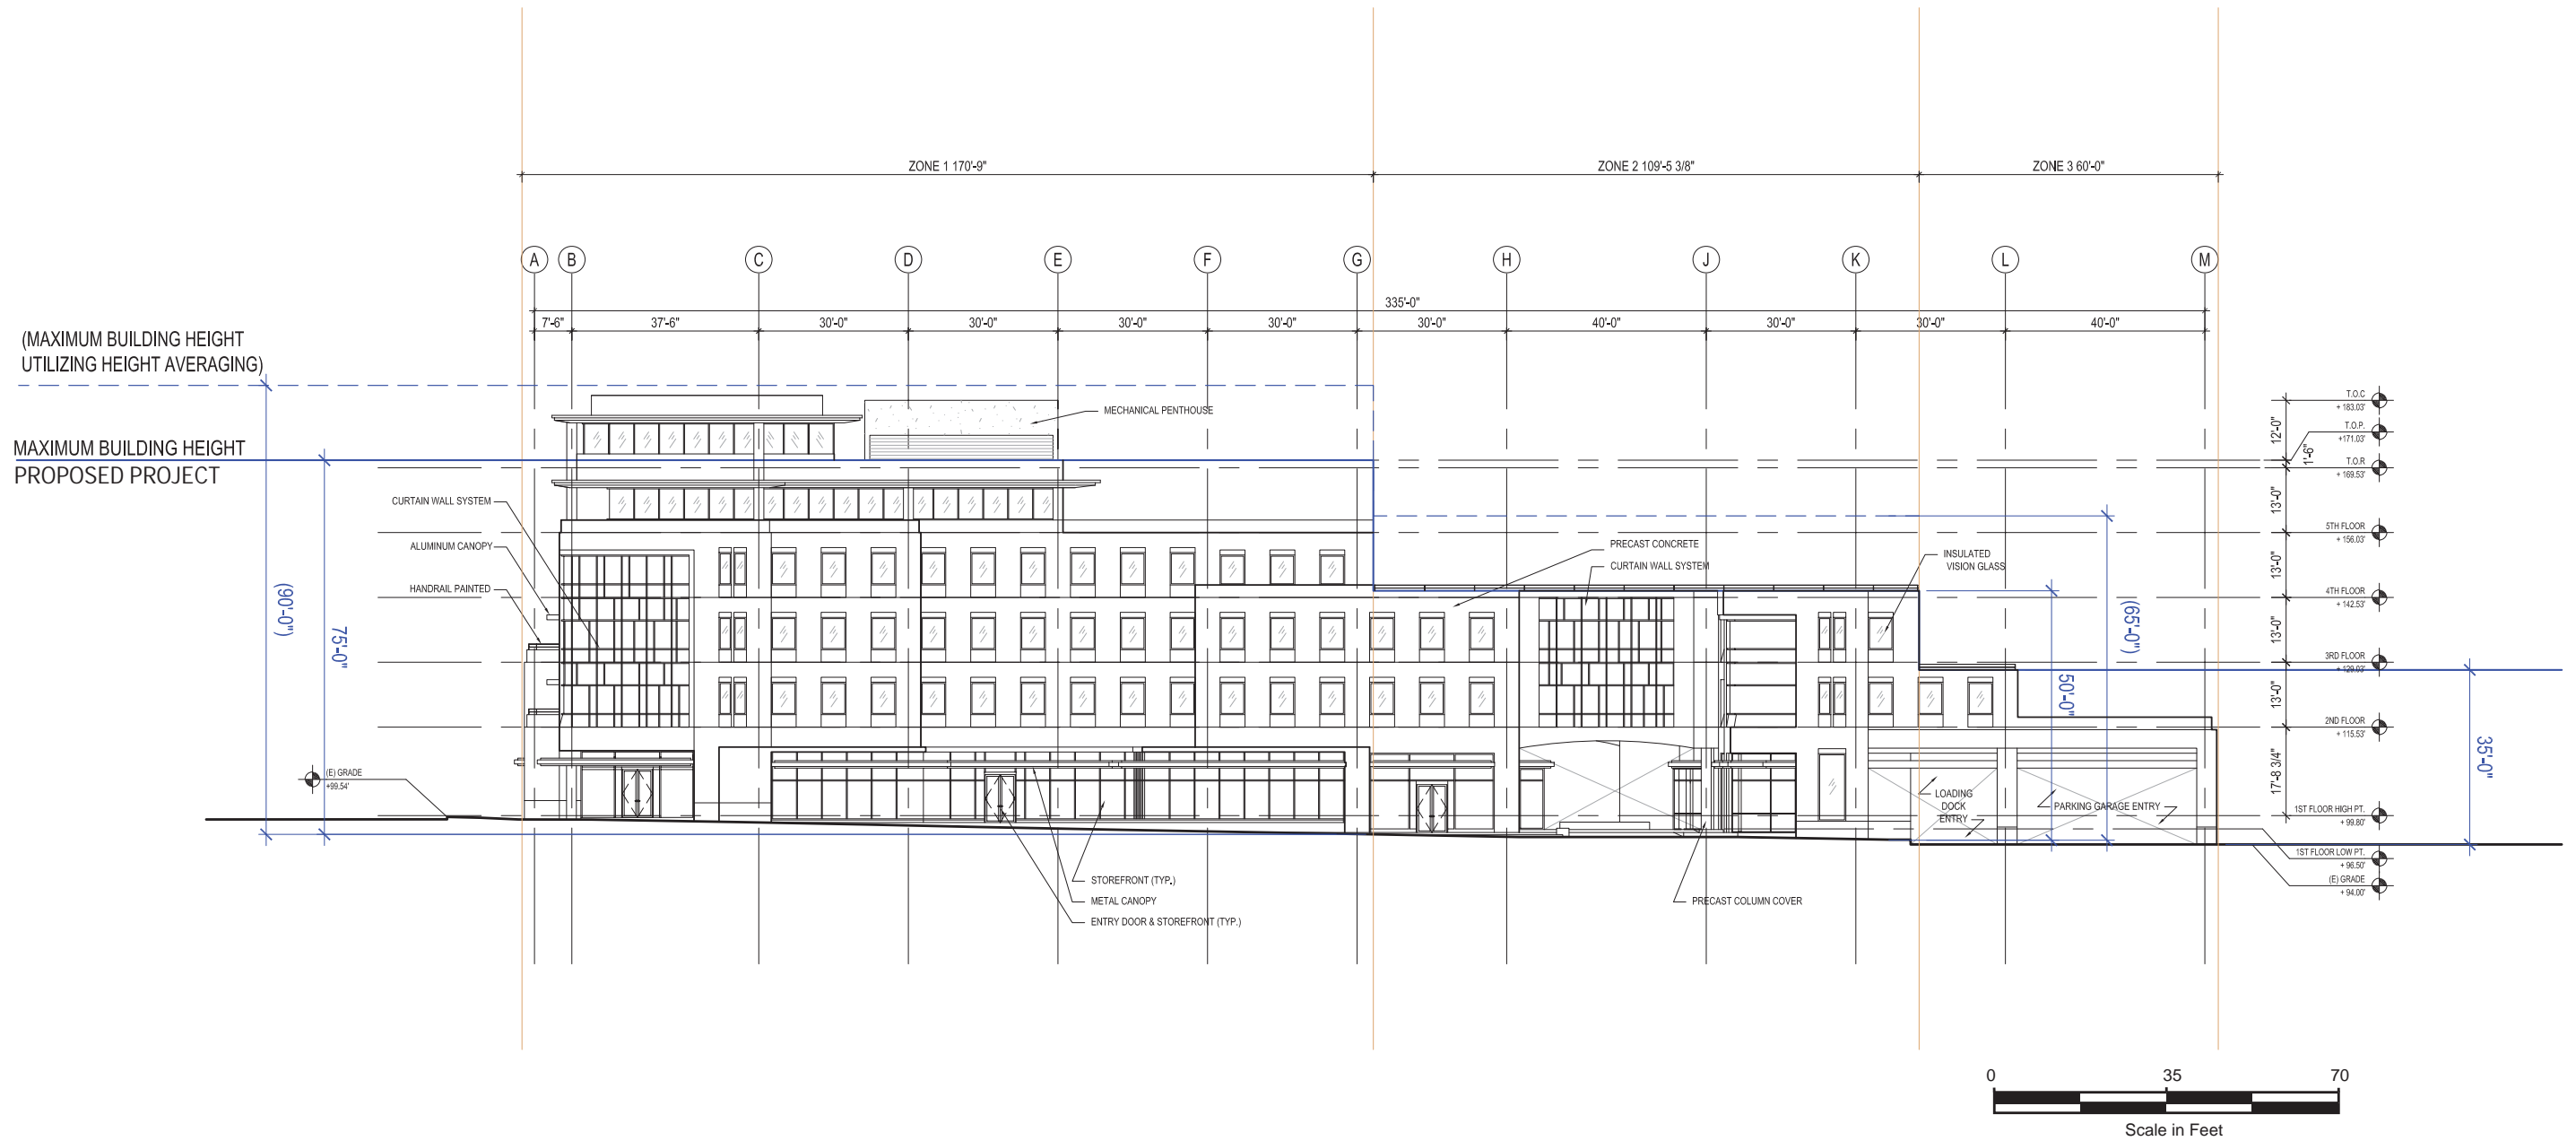 ZONE 1 170'-9"
ZONE 2 109'-5 3/8"
ZONE 3 60'-0"
A
B
C
D
E
F
G
H
J
K
L
M
335'-0"
7'-6"
37'-6"
30'-0"
30'-0"
30'-0"
30'-0"
30'-0"
40'-0"
30'-0"
30'-0"
40'-0"
(MAXIMUM BUILDING HEIGHT
UTILIZING HEIGHT AVERAGING)
MAXIMUM BUILDING HEIGHT
PROPOSED PROJECT
MECHANICAL PENTHOUSE
CURTAIN WALL SYSTEM
ALUMINUM CANOPY
HANDRAIL PAINTED
(90'-0")
75'-0"
PRECAST CONCRETE
CURTAIN WALL SYSTEM
INSULATED
VISION GLASS
(65'-0")
50'-0"
35'-0"
T.O.C
+ 183.03'
T.O.P.
+171.03'
T.O.R
+ 169.53'
5TH FLOOR
+ 156.03'
4TH FLOOR
+ 142.53'
3RD FLOOR
+ 129.03'
2ND FLOOR
+ 115.53'
1ST FLOOR HIGH PT.
+ 99.80'
1ST FLOOR LOW PT.
+ 96.50'
(E) GRADE
+ 94.00'
12'-0"
1'-6"
13'-0"
13'-0"
13'-0"
13'-0"
17'-8 3/4"
(E) GRADE
+99.54'
LOADING
DOCK
ENTRY
PARKING GARAGE ENTRY
STOREFRONT (TYP.)
METAL CANOPY
ENTRY DOOR & STOREFRONT (TYP.)
PRECAST COLUMN COVER
0 35 70
Scale in Feet